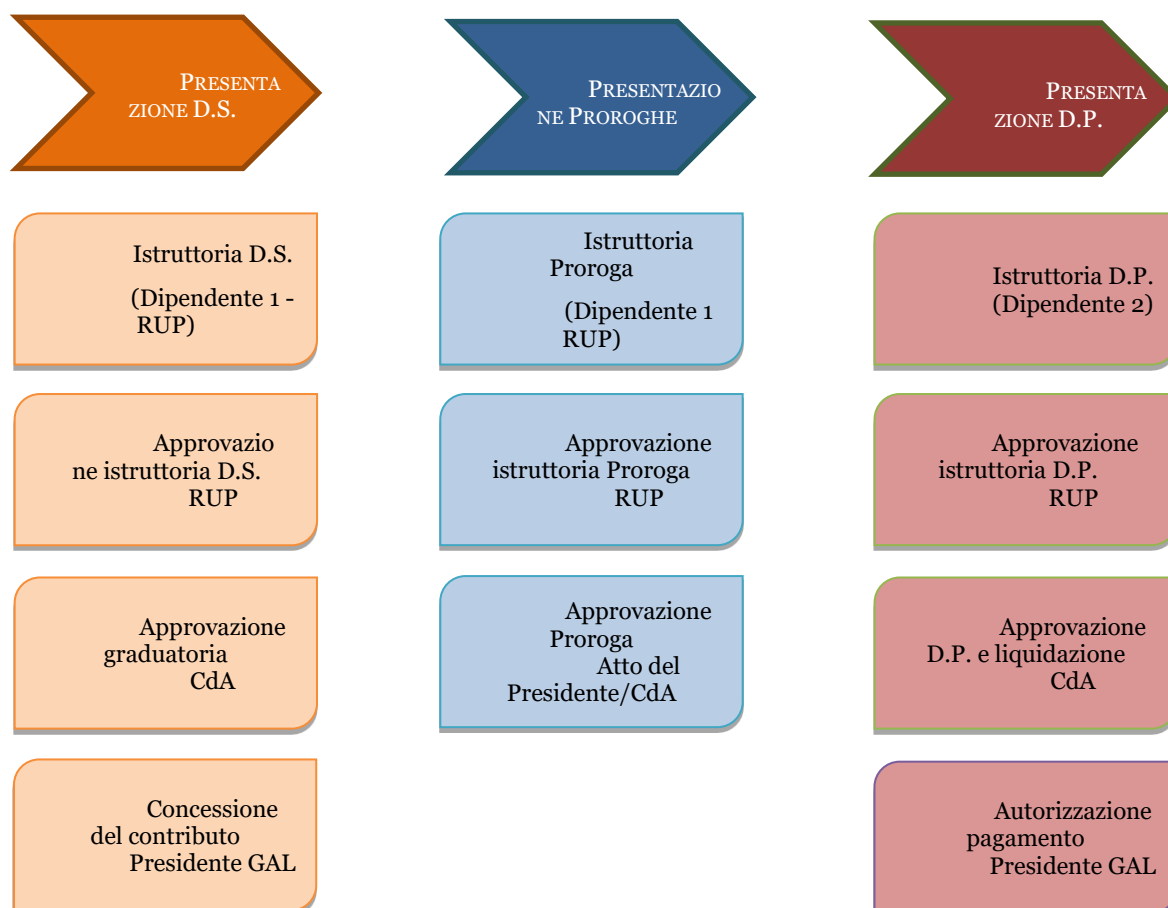 PRESENTA
ZIONE D.S.
PRESENTAZIO
NE PROROGHE
PRESENTA
ZIONE D.P.
Istruttoria D.S.
(Dipendente 1 -
RUP)
Istruttoria
Proroga
(Dipendente 1
RUP)
Istruttoria D.P.
(Dipendente 2)
Approvazio
ne istruttoria D.S.
RUP
Approvazione
istruttoria Proroga
RUP
Approvazione
istruttoria D.P.
RUP
Approvazione
graduatoria
CdA
Approvazione
Proroga
Atto del
Presidente/CdA
Approvazione
D.P. e liquidazione
CdA
Concessione
del contributo
Presidente GAL
Autorizzazione
pagamento
Presidente GAL